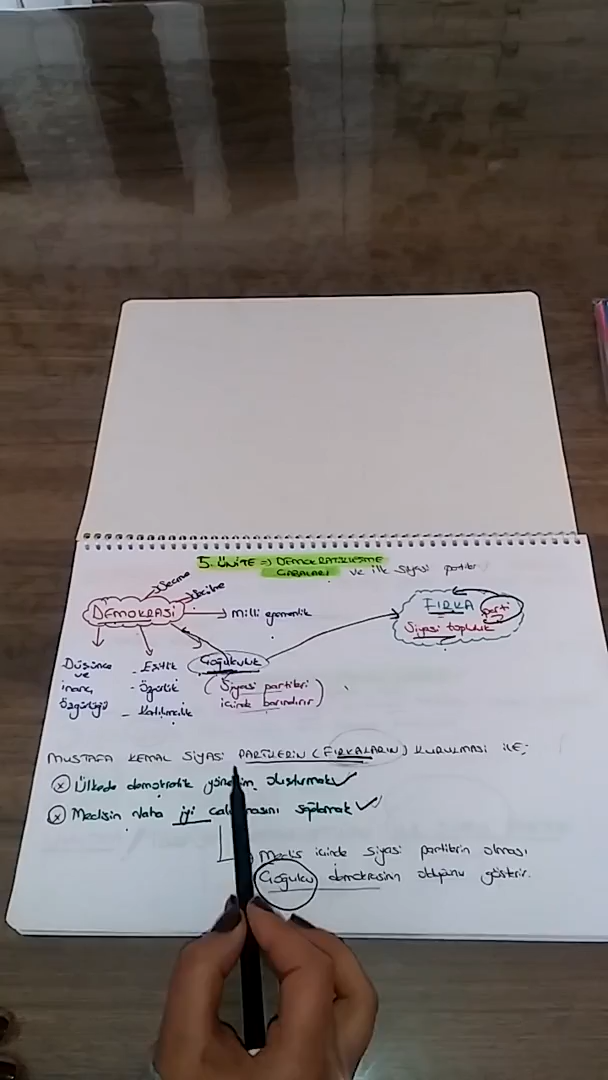 5. ÜNİTE => DEMOKRATİKLEŞME
ÇABALARI ve ilk siyasi partiler
Seçme
Seçilme
DEMOKRASİ
Milli egemenlik
FIRKA parti
Siyasi topluluk
Düşünce
ve
inanç
özgürlüğü
- Eşitlik
- Özgürlük
- Katılımcılık
Çoğulculuk
(Siyasi partileri
içinde barındırır)
MUSTAFA KEMAL SİYASİ PARTİLERİN (FIRKALARIN) KURULMASI İLE;
x Ülkede demokratik yönetim oluşturmak
x Meclisin daha iyi çalışmasını sağlamak
Meclis içinde siyasi partilerin olması
Çoğulcu demokrasinin olduğunu gösterir.